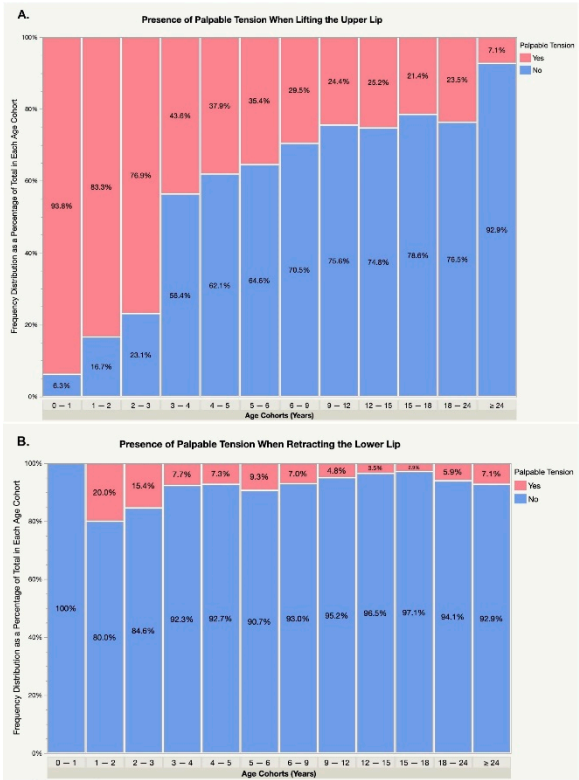 A.
Presence of Palpable Tension When Lifting the Upper Lip
Palpable Tension
Yes
No
Frequency Distribution as a Percentage of Total in Each Age Cohort
100%
80%
60%
40%
20%
0%
93.8% 83.3% 76.9% 43.6% 37.9% 35.4% 29.5% 24.4% 25.2% 21.4% 23.5% 7.1%
6.3% 16.7% 23.1% 56.4% 62.1% 64.6% 70.5% 75.6% 74.8% 78.6% 76.5% 92.9%
0 — 1 1 — 2 2 — 3 3 — 4 4 — 5 5 — 6 6 — 9 9 — 12 12 — 15 15 — 18 18 — 24 ≥ 24
Age Cohorts (Years)
B.
Presence of Palpable Tension When Retracting the Lower Lip
Palpable Tension
Yes
No
Frequency Distribution as a Percentage of Total in Each Age Cohort
100%
80%
60%
40%
20%
0%
20.0% 15.4% 7.7% 7.3% 9.3% 7.0% 4.8% 3.5% 2.9% 5.9% 7.1%
100% 80.0% 84.6% 92.3% 92.7% 90.7% 93.0% 95.2% 96.5% 97.1% 94.1% 92.9%
0 — 1 1 — 2 2 — 3 3 — 4 4 — 5 5 — 6 6 — 9 9 — 12 12 — 15 15 — 18 18 — 24 ≥ 24
Age Cohorts (Years)